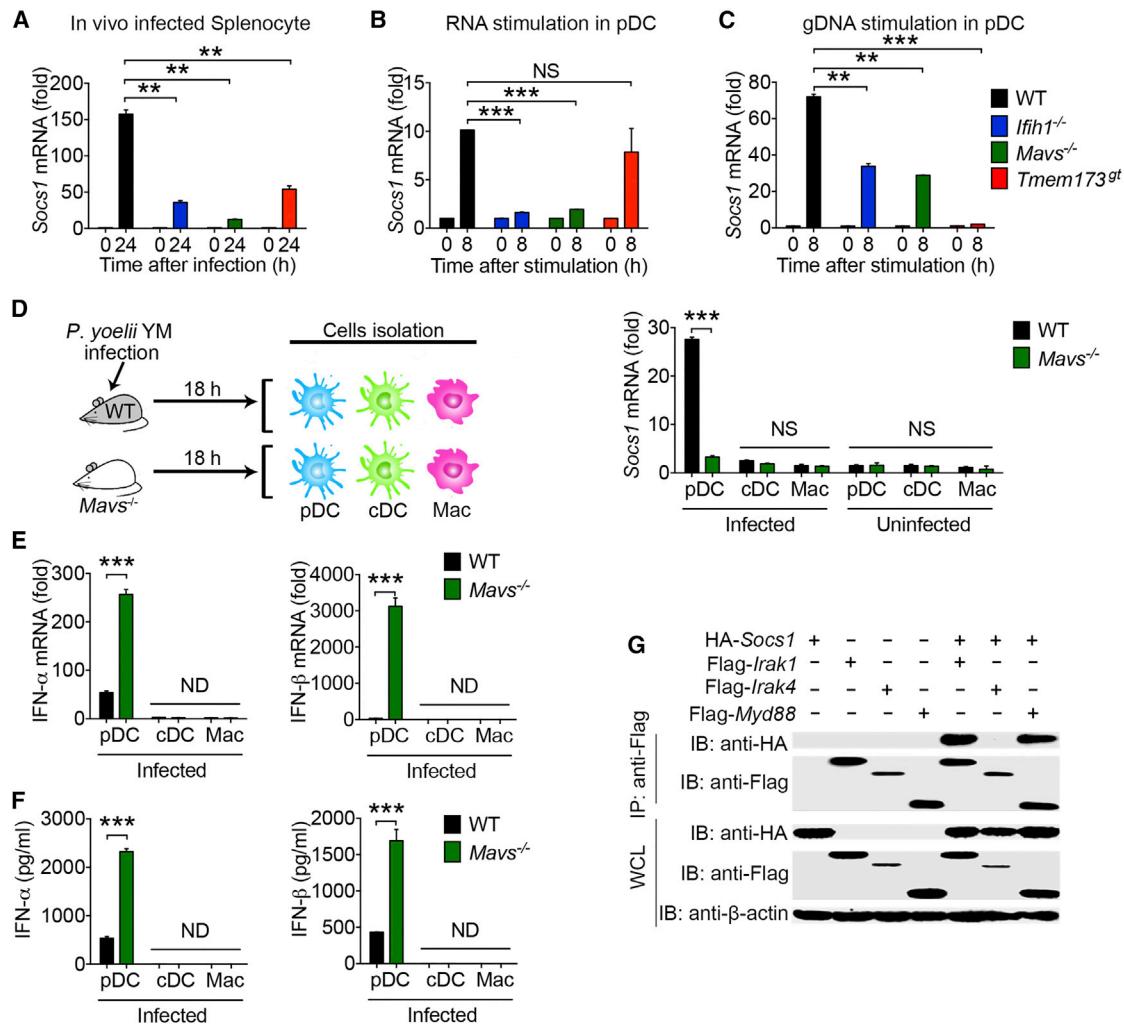 A In vivo infected Splenocyte
Socs1 mRNA (fold)
200
150
100
50
0
** ** **
0 24 0 24 0 24 0 24
Time after infection (h)
B RNA stimulation in pDC
Socs1 mRNA (fold)
15
10
5
0
NS
***
***
0 8 0 8 0 8 0 8
Time after stimulation (h)
C gDNA stimulation in pDC
Socs1 mRNA (fold)
80
60
40
20
0
***
**
**
0 8 0 8 0 8 0 8
Time after stimulation (h)
WT
Ifih1-/-
Mavs-/-
Tmem173gt
D
P. yoelii YM
infection
WT
18 h
Mavs-/-
18 h
Cells isolation
pDC cDC Mac
Socs1 mRNA (fold)
30
20
10
0
***
NS NS
pDC cDC Mac pDC cDC Mac
Infected Uninfected
WT
Mavs-/-
E
IFN-α mRNA (fold)
300
200
100
0
***
ND
pDC cDC Mac
Infected
IFN-β mRNA (fold)
4000
3000
2000
1000
0
***
ND
pDC cDC Mac
Infected
WT
Mavs-/-
F
IFN-α (pg/ml)
3000
2000
1000
0
***
ND
pDC cDC Mac
Infected
IFN-β (pg/ml)
2000
1500
1000
500
0
***
ND
pDC cDC Mac
Infected
WT
Mavs-/-
G
HA-Socs1 + − − − + + +
Flag-Irak1 − + − − + − −
Flag-Irak4 − − + − − + −
Flag-Myd88 − − − + − − +
IP: anti-Flag
IB: anti-HA
IB: anti-Flag
WCL
IB: anti-HA
IB: anti-Flag
IB: anti-β-actin